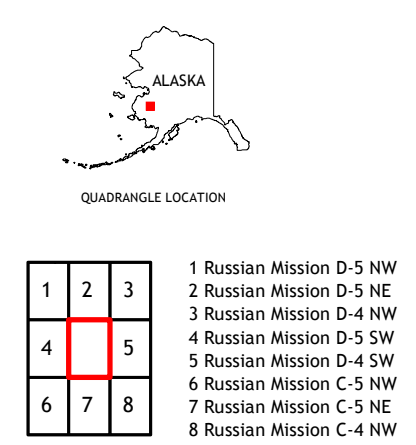 ALASKA
QUADRANGLE LOCATION
1 2 3
4 5
6 7 8
1 Russian Mission D-5 NW
2 Russian Mission D-5 NE
3 Russian Mission D-4 NW
4 Russian Mission D-5 SW
5 Russian Mission D-4 SW
6 Russian Mission C-5 NW
7 Russian Mission C-5 NE
8 Russian Mission C-4 NW